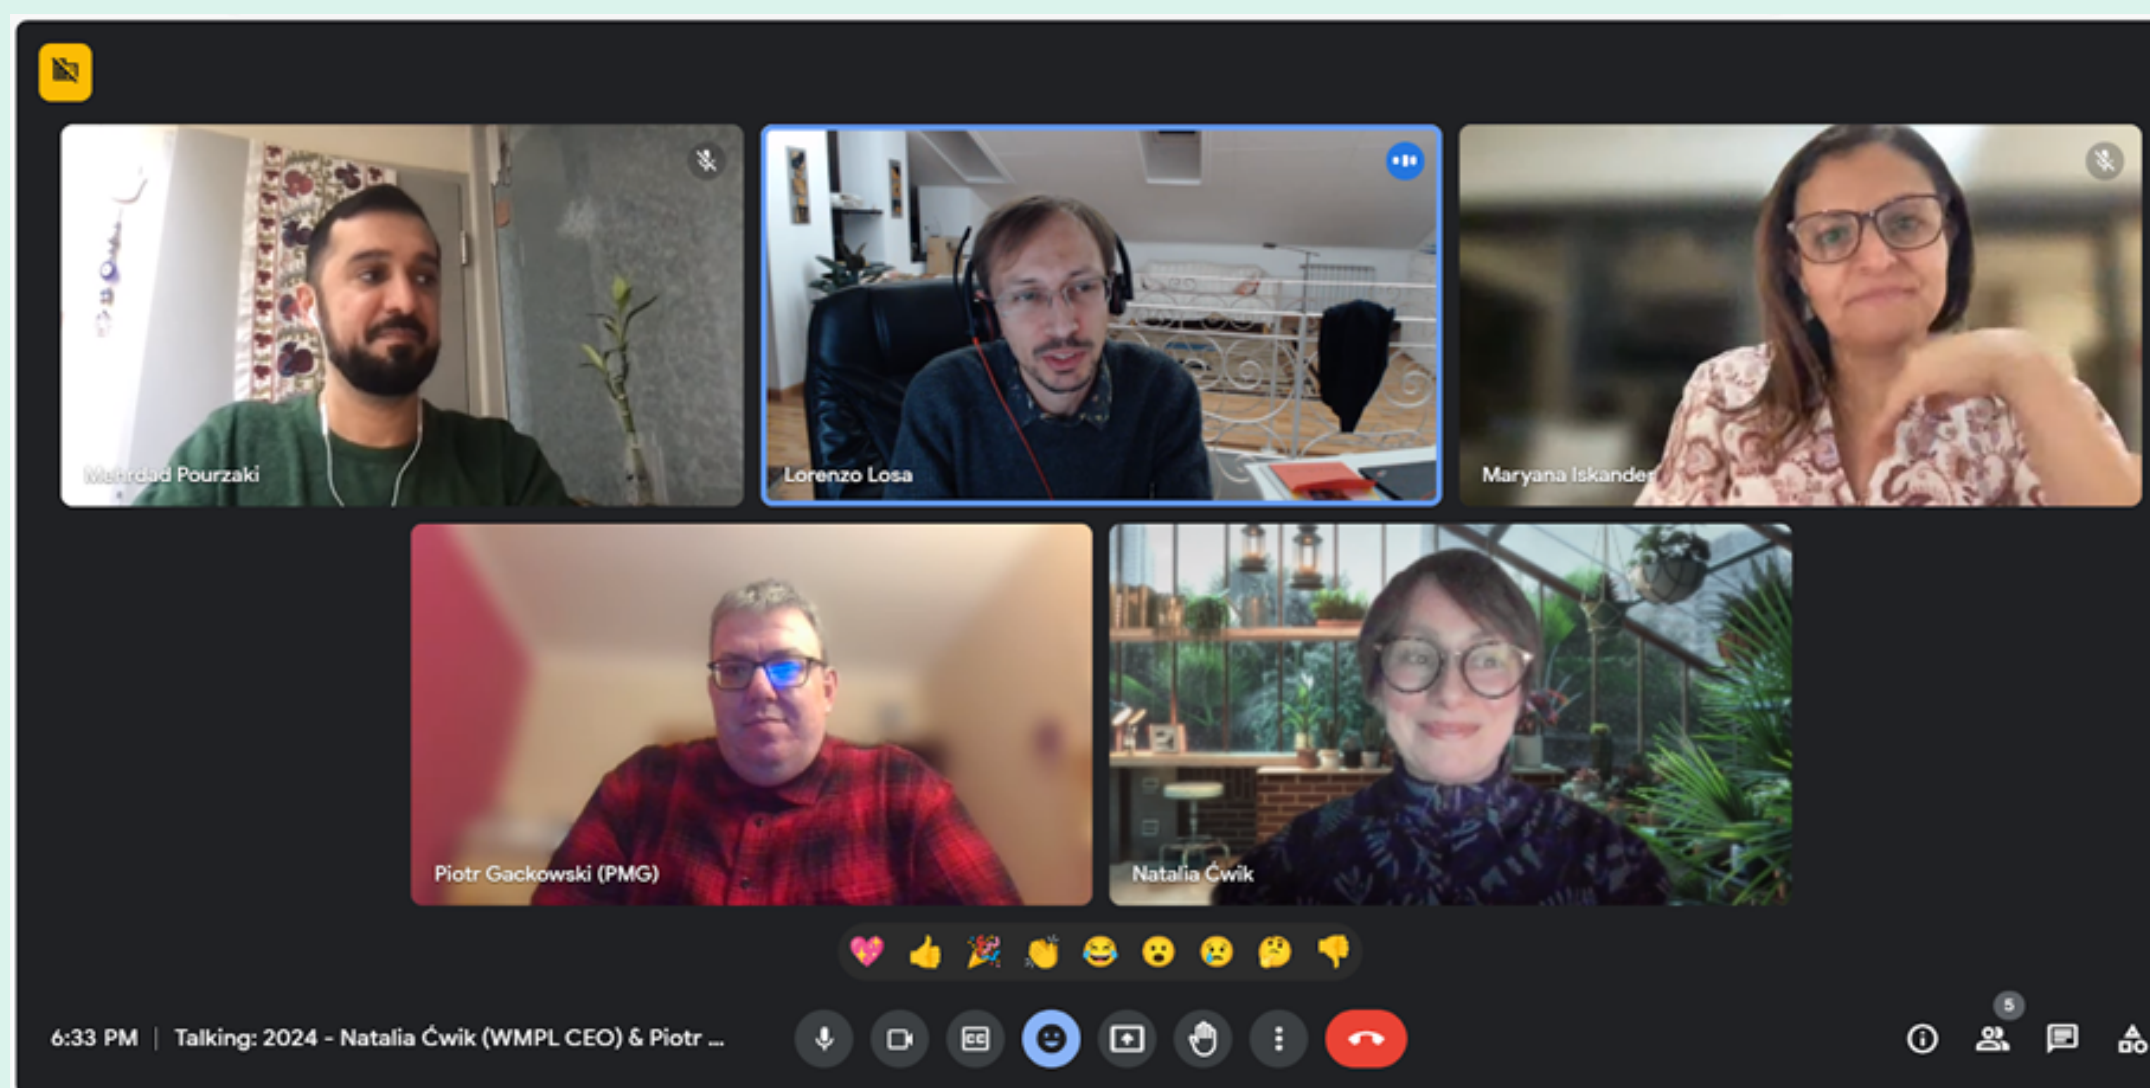 Mehrdad Pourzaki
Lorenzo Losa
Maryana Iskander
Piotr Gackowski (PMG)
Natalia Ćwik
5
6:33 PM | Talking: 2024 - Natalia Ćwik (WMPL CEO) & Piotr ...
CC